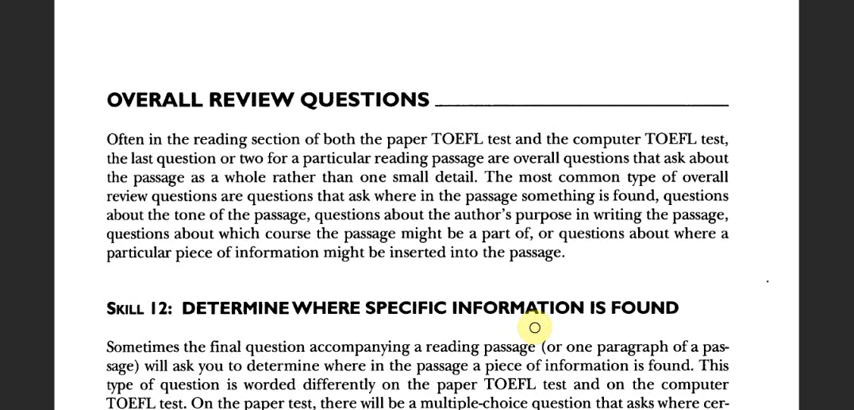 OVERALL REVIEW QUESTIONS
Often in the reading section of both the paper TOEFL test and the computer TOEFL test,
the last question or two for a particular reading passage are overall questions that ask about
the passage as a whole rather than one small detail. The most common type of overall
review questions are questions that ask where in the passage something is found, questions
about the tone of the passage, questions about the author's purpose in writing the passage,
questions about which course the passage might be a part of, or questions about where a
particular piece of information might be inserted into the passage.
SKILL 12: DETERMINE WHERE SPECIFIC INFORMATION IS FOUND
Sometimes the final question accompanying a reading passage (or one paragraph of a pas-
sage) will ask you to determine where in the passage a piece of information is found. This
type of question is worded differently on the paper TOEFL test and on the computer
TOEFL test. On the paper test, there will be a multiple-choice question that asks where cer-